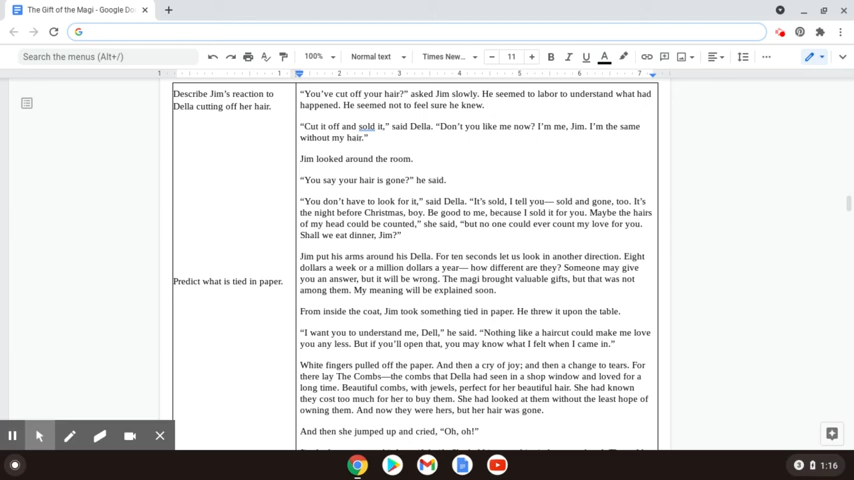 The Gift of the Magi - Google Do
Search the menus (Alt+/)
100%
Normal text
Times New...
11
1
1
2
3
4
5
6
7
Describe Jim's reaction to
Della cutting off her hair.
Predict what is tied in paper.
“You've cut off your hair?” asked Jim slowly. He seemed to labor to understand what had
happened. He seemed not to feel sure he knew.
“Cut it off and sold it,” said Della. “Don't you like me now? I'm me, Jim. I'm the same
without my hair.”
Jim looked around the room.
“You say your hair is gone?” he said.
“You don't have to look for it,” said Della. “It's sold, I tell you— sold and gone, too. It's
the night before Christmas, boy. Be good to me, because I sold it for you. Maybe the hairs
of my head could be counted,” she said, “but no one could ever count my love for you.
Shall we eat dinner, Jim?”
Jim put his arms around his Della. For ten seconds let us look in another direction. Eight
dollars a week or a million dollars a year— how different are they? Someone may give
you an answer, but it will be wrong. The magi brought valuable gifts, but that was not
among them. My meaning will be explained soon.
From inside the coat, Jim took something tied in paper. He threw it upon the table.
“I want you to understand me, Dell,” he said. “Nothing like a haircut could make me love
you any less. But if you'll open that, you may know what I felt when I came in.”
White fingers pulled off the paper. And then a cry of joy; and then a change to tears. For
there lay The Combs—the combs that Della had seen in a shop window and loved for a
long time. Beautiful combs, with jewels, perfect for her beautiful hair. She had known
they cost too much for her to buy them. She had looked at them without the least hope of
owning them. And now they were hers, but her hair was gone.
And then she jumped up and cried, “Oh, oh!”
3
1:16